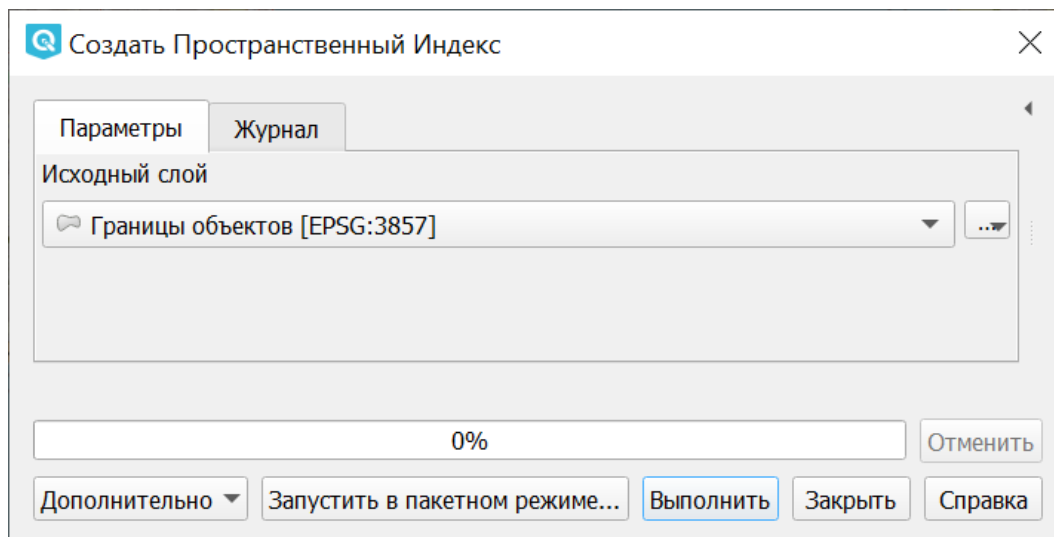 Создать Пространственный Индекс
Параметры
Журнал
Исходный слой
Границы объектов [EPSG:3857]
...
0%
Отменить
Дополнительно
Запустить в пакетном режиме...
Выполнить
Закрыть
Справка